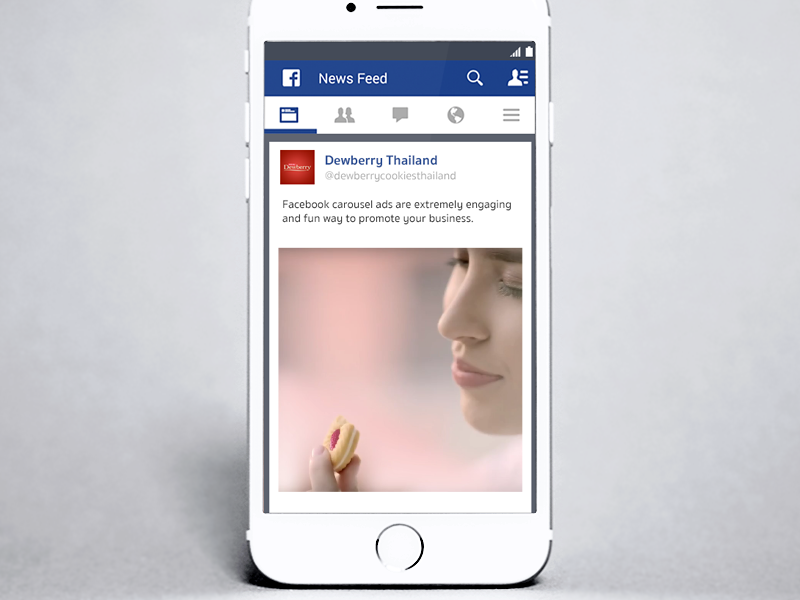 News Feed
Dewberry
Dewberry Thailand
@dewberrycookiesthailand
Facebook carousel ads are extremely engaging
and fun way to promote your business.